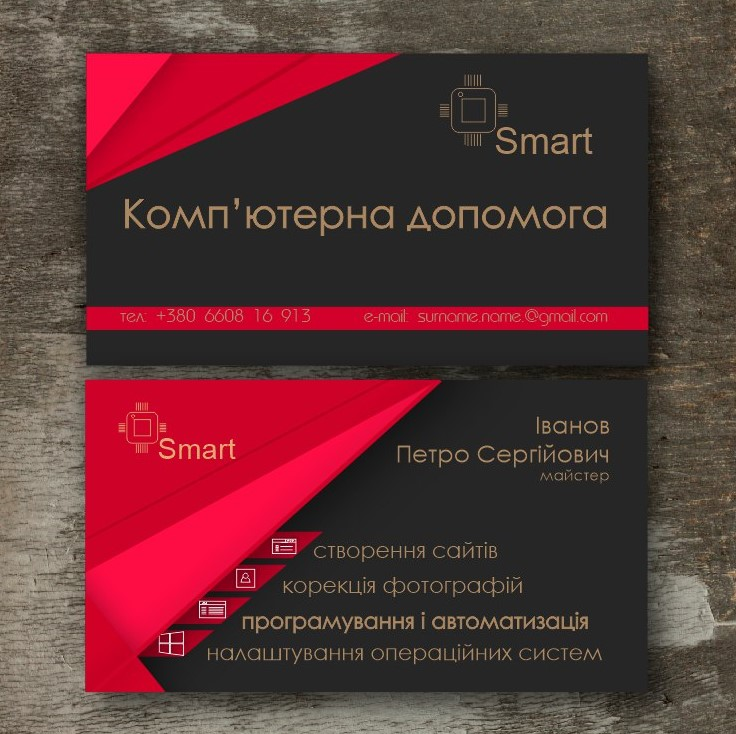 Smart
Комп’ютерна допомога
тел: +380 6608 16 913 e-mail: surname.name.@gmail.com
Smart
Іванов
Петро Сергійович
майстер
створення сайтів
корекція фотографій
програмування і автоматизація
налаштування операційних систем